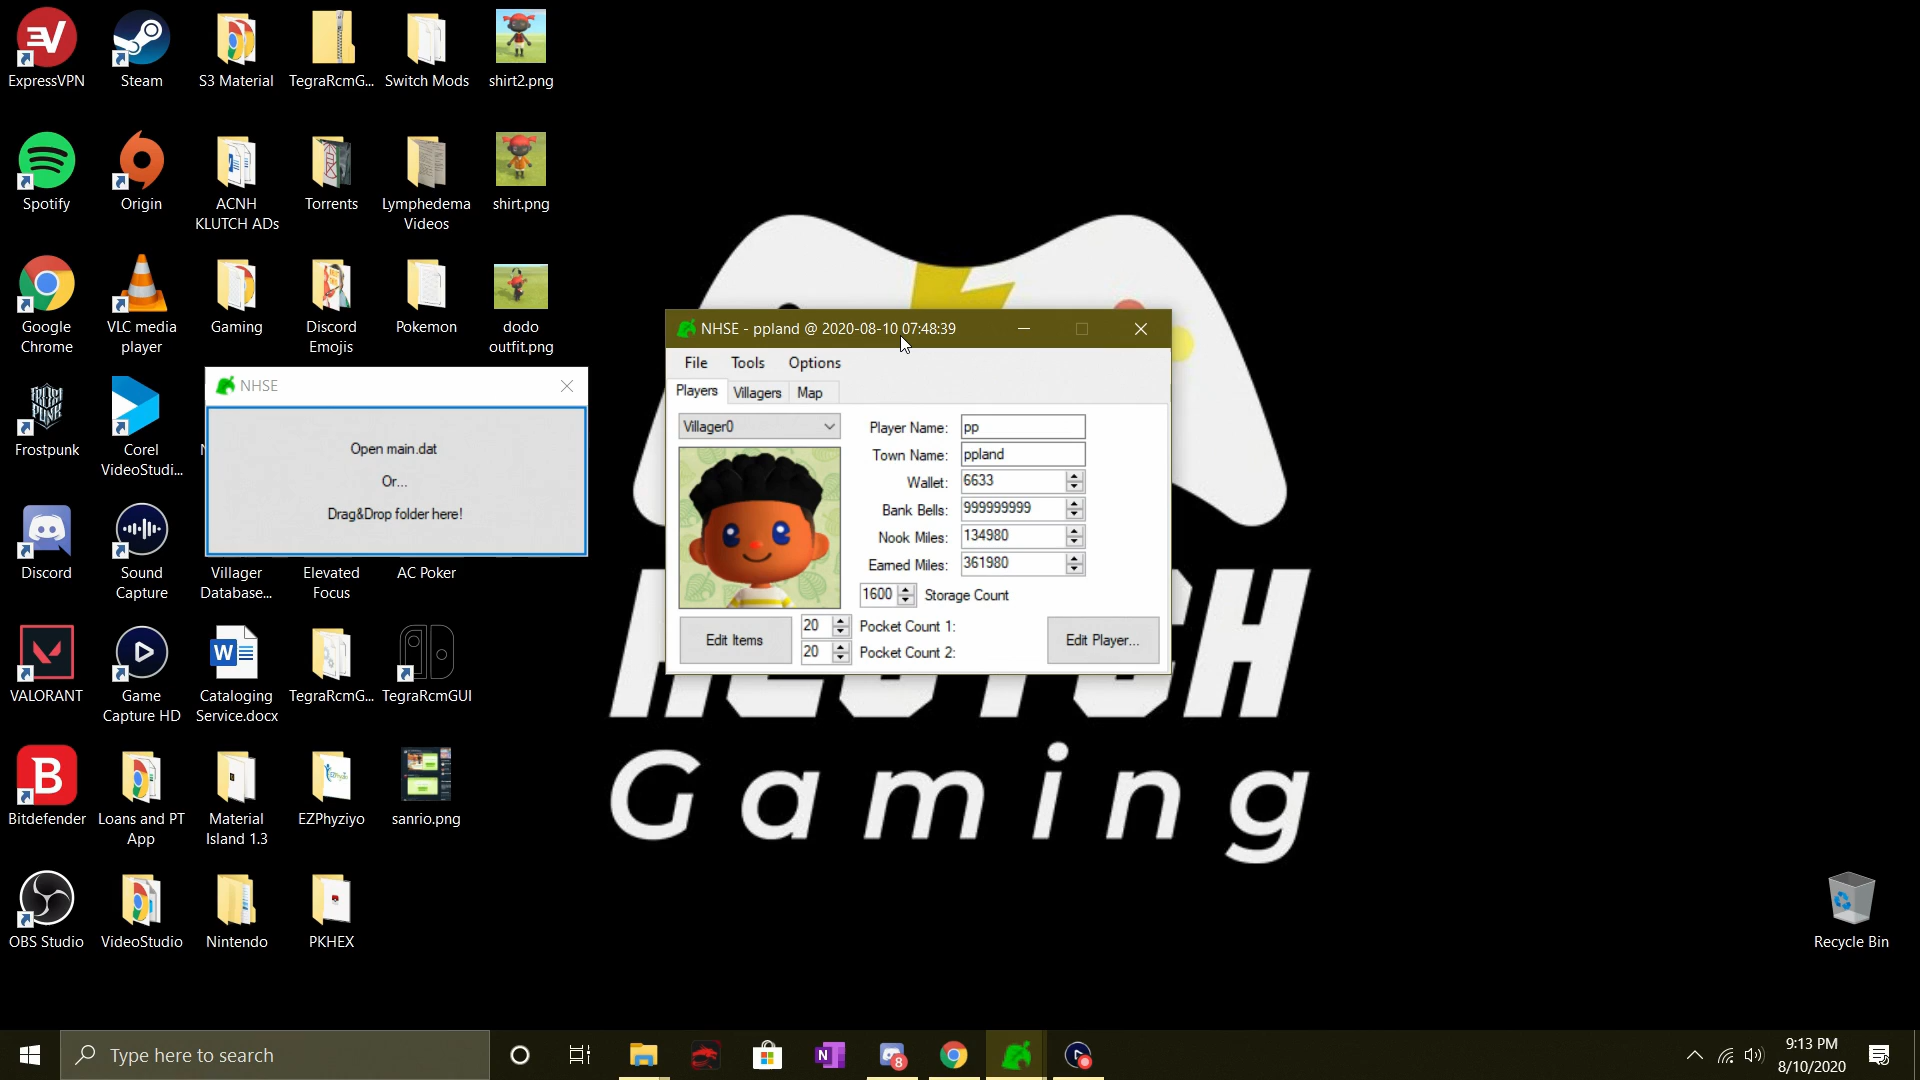 ExpressVPN
Steam
S3 Material
TegraRcmG...
Switch Mods
shirt2.png
Spotify
Origin
ACNH
KLUTCH ADs
Torrents
Lymphedema
Videos
shirt.png
Google
Chrome
VLC media
player
Gaming
Discord
Emojis
Pokemon
dodo
outfit.png
Frostpunk
Corel
VideoStudi...
Discord
Sound
Capture
Villager
Database...
Elevated
Focus
AC Poker
VALORANT
Game
Capture HD
Cataloging
Service.docx
TegraRcmG...
TegraRcmGUI
Bitdefender
Loans and PT
App
Material
Island 1.3
EZPhyziyo
sanrio.png
OBS Studio
VideoStudio
Nintendo
PKHEX
Recycle Bin
NHSE
Open main.dat
Or...
Drag&Drop folder here!
NHSE - ppland @ 2020-08-10 07:48:39
File Tools Options
Players Villagers Map
Villager0
Player Name: pp
Town Name: ppland
Wallet: 6633
Bank Bells: 999999999
Nook Miles: 134980
Earned Miles: 361980
1600 Storage Count
Edit Items
20 Pocket Count 1:
20 Pocket Count 2:
Edit Player...
Gaming
Type here to search
8
9:13 PM
8/10/2020